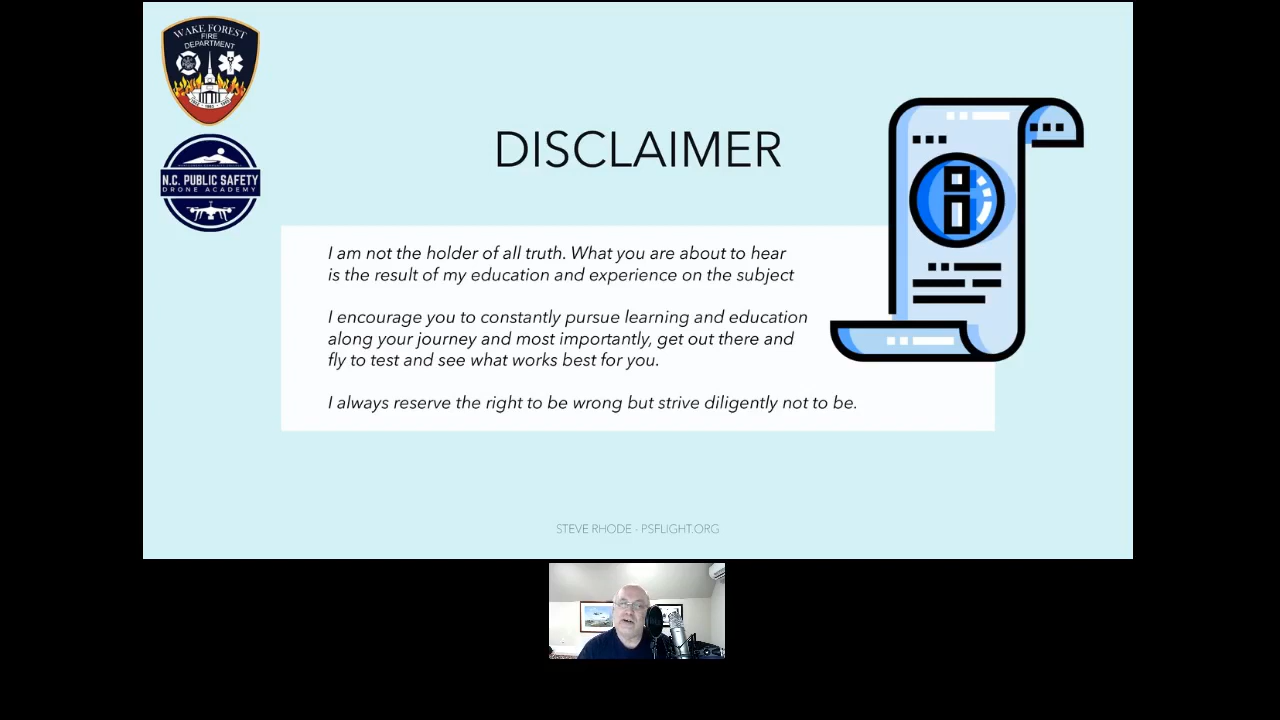 WAKE FOREST
FIRE
DEPARTMENT
N.C. PUBLIC SAFETY
DRONE ACADEMY
DISCLAIMER
I am not the holder of all truth. What you are about to hear
is the result of my education and experience on the subject
I encourage you to constantly pursue learning and education
along your journey and most importantly, get out there and
fly to test and see what works best for you.
I always reserve the right to be wrong but strive diligently not to be.
STEVE RHODE - PSFLIGHT.ORG